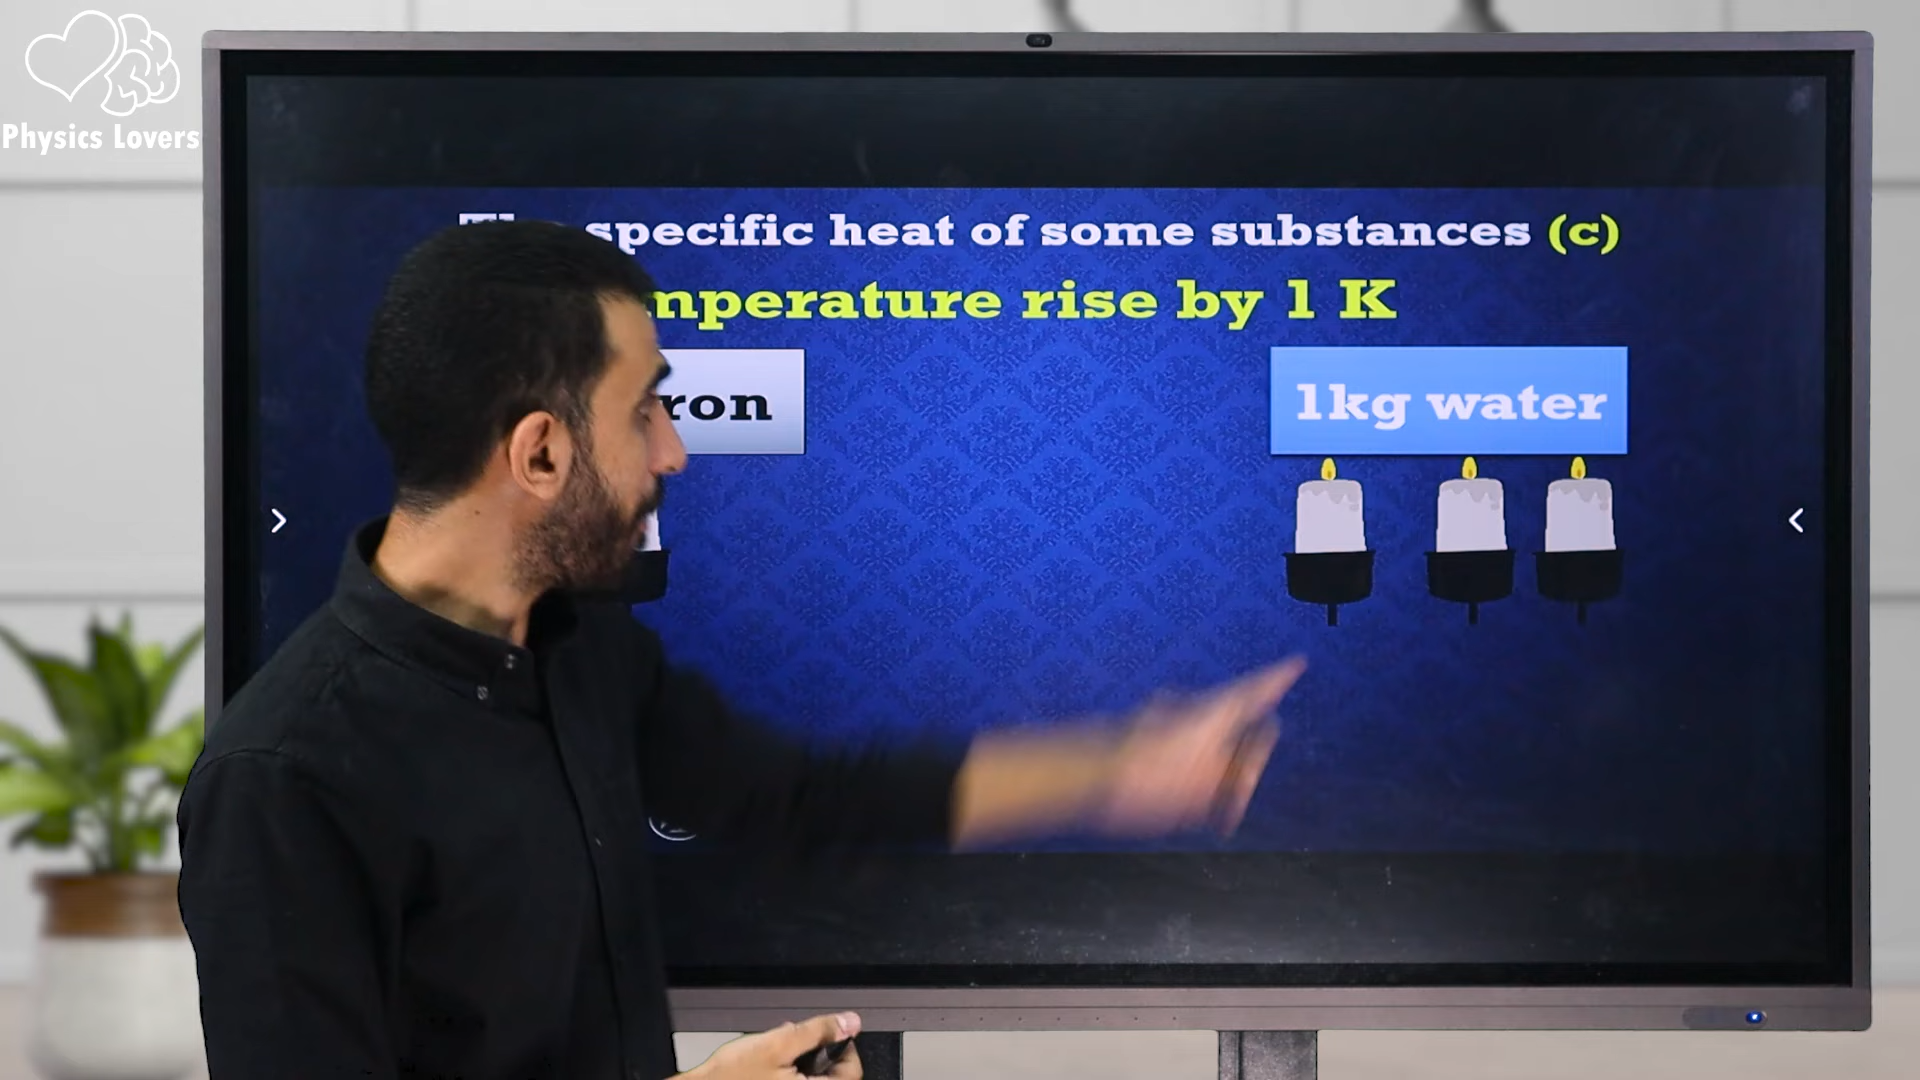 Physics Lovers
specific heat of some substances (c)
mperature rise by 1 K
ron
1kg water